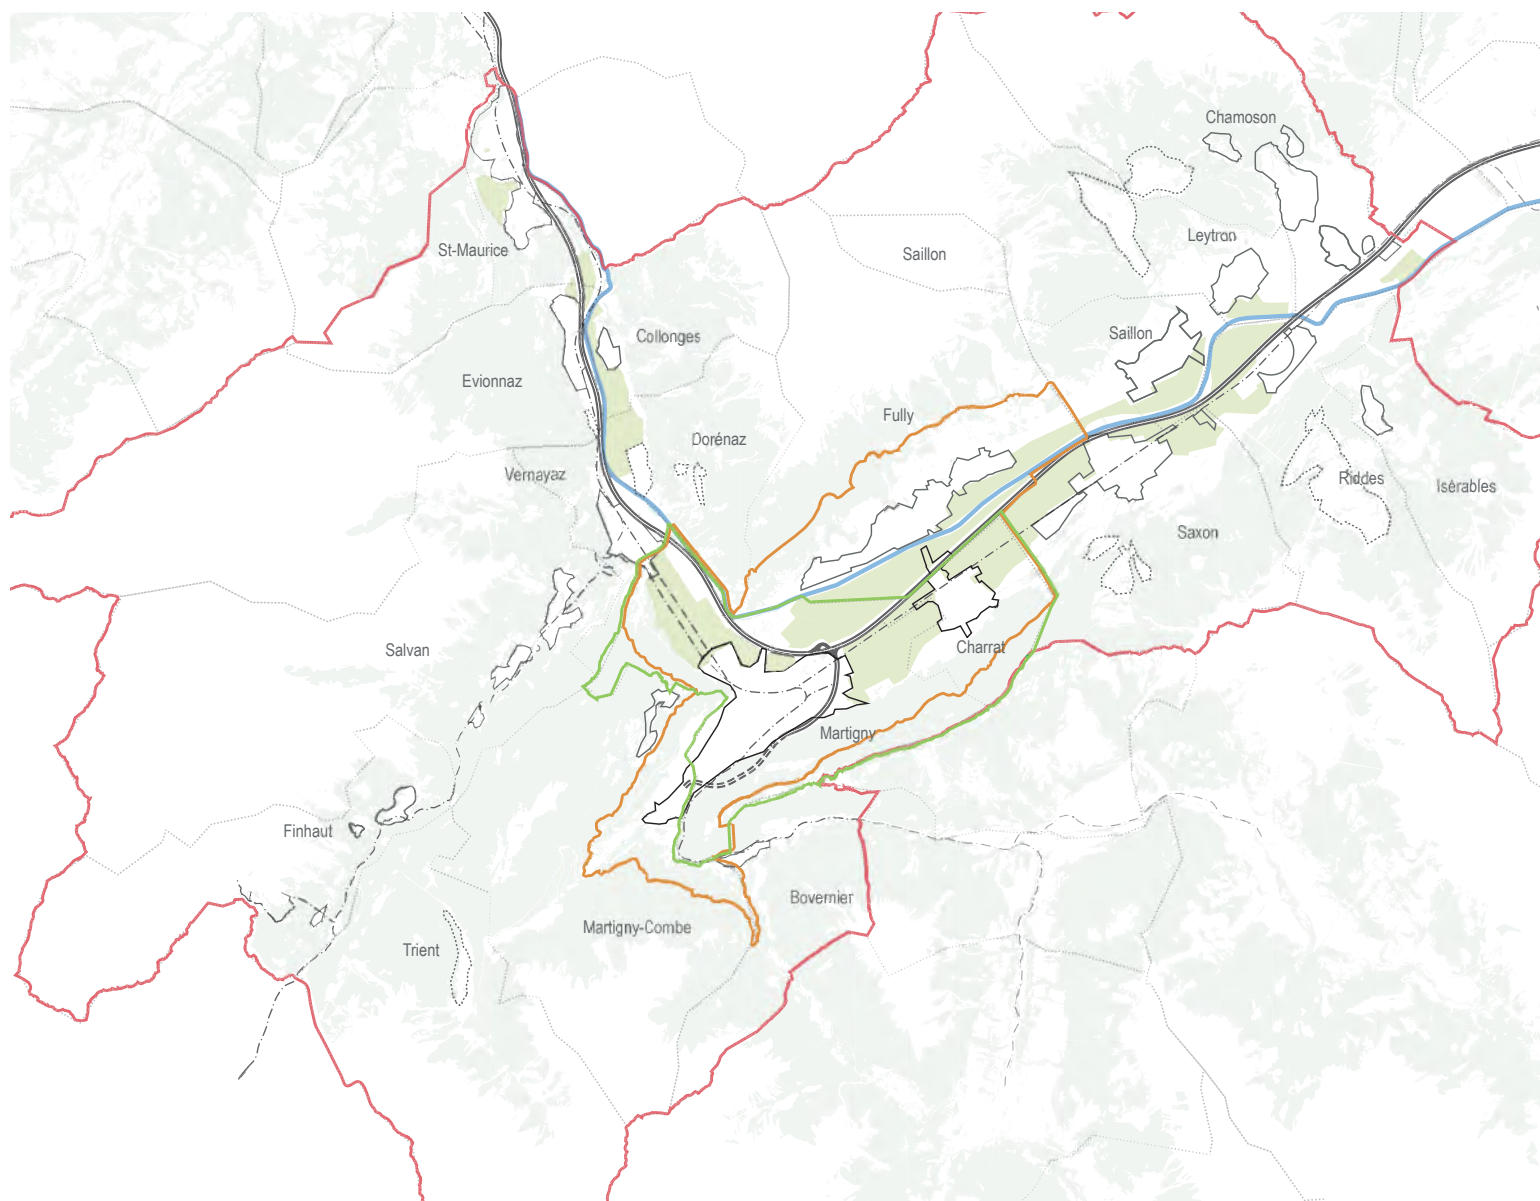 Chamoson
Leytron
St-Maurice
Saillon
Saillon
Collonges
Evionnaz
Fully
Dorénaz
Vernayaz
Riddes
Isérables
Saxon
Charrat
Salvan
Martigny
Finhaut
Bovernier
Martigny-Combe
Trient